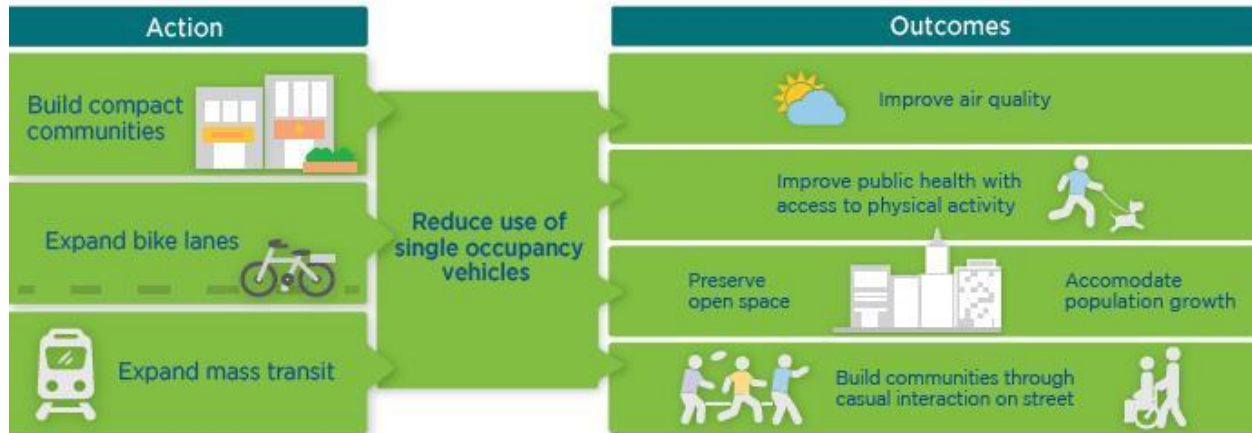 Action
Build compact
communities
Expand bike lanes
Expand mass transit
Reduce use of
single occupancy
vehicles
Outcomes
Improve air quality
Improve public health with
access to physical activity
Preserve
open space
Accomodate
population growth
Build communities through
casual interaction on street